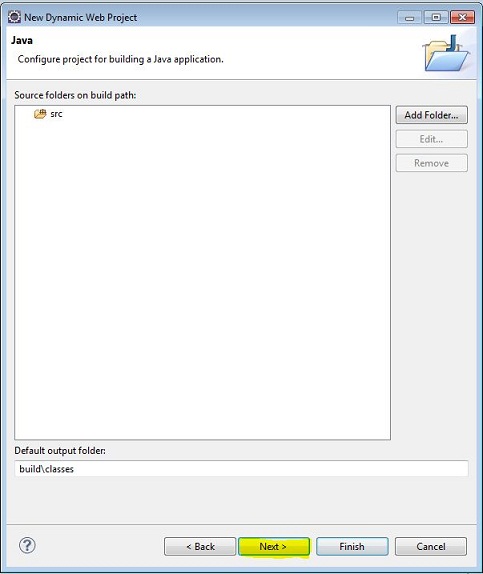 New Dynamic Web Project
Java
Configure project for building a Java application.
Source folders on build path:
src
Add Folder...
Edit...
Remove
Default output folder:
build\classes
?
< Back
Next >
Finish
Cancel